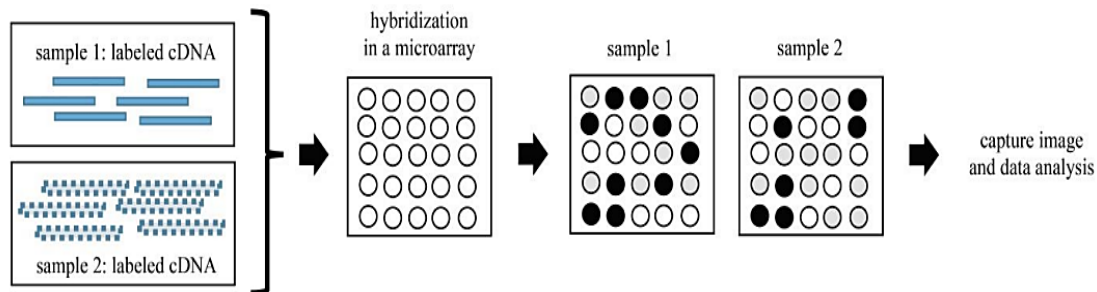 sample 1: labeled cDNA
sample 2: labeled cDNA
hybridization
in a microarray
sample 1
sample 2
capture image
and data analysis